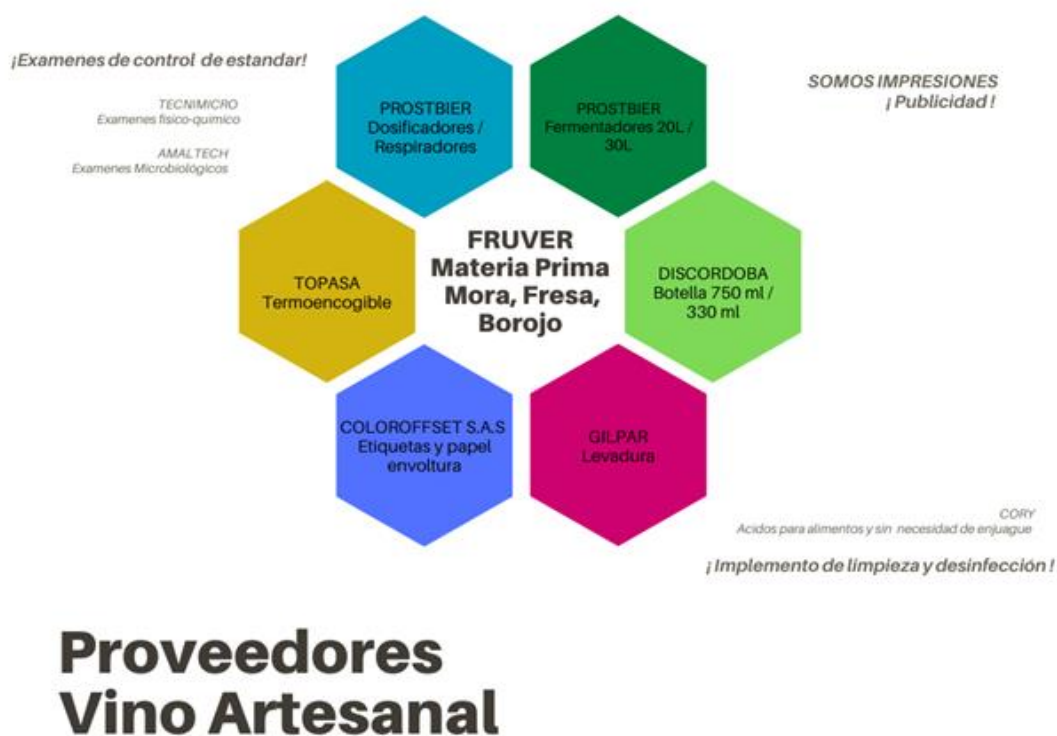 ¡Examenes de control de estandar!
TECNIMICRO
Examenes fisico-quimico
AMALTECH
Examenes Microbiológicos
PROSTBIER
Dosificadores /
Respiradores
PROSTBIER
Fermentadores 20L /
30L
SOMOS IMPRESIONES
¡ Publicidad !
TOPASA
Termoencogible
FRUVER
Materia Prima
Mora, Fresa,
Borojo
DISCORDOBA
Botella 750 ml /
330 ml
COLOROFFSET S.A.S
Etiquetas y papel
envoltura
GILPAR
Levadura
CORY
Acidos para alimentos y sin necesidad de enjuague
¡ Implemento de limpieza y desinfección !
Proveedores
Vino Artesanal